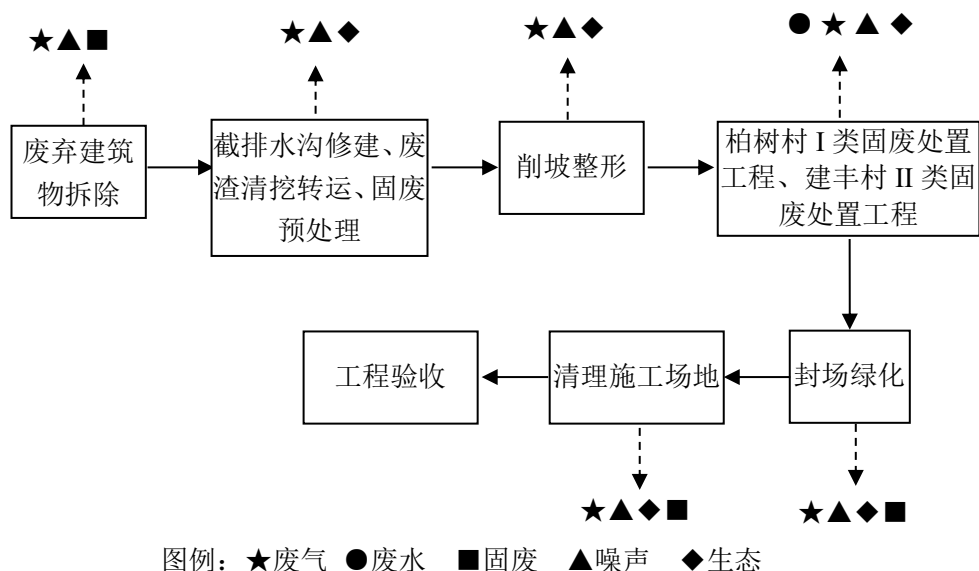 废弃建筑
物拆除
截排水沟修建、废
渣清挖转运、固废
预处理
削坡整形
柏树村 I 类固废处置
工程、建丰村 II 类固
废处置工程
工程验收
清理施工场地
封场绿化
图例：★废气 ●废水 ■固废 ▲噪声 ◆生态